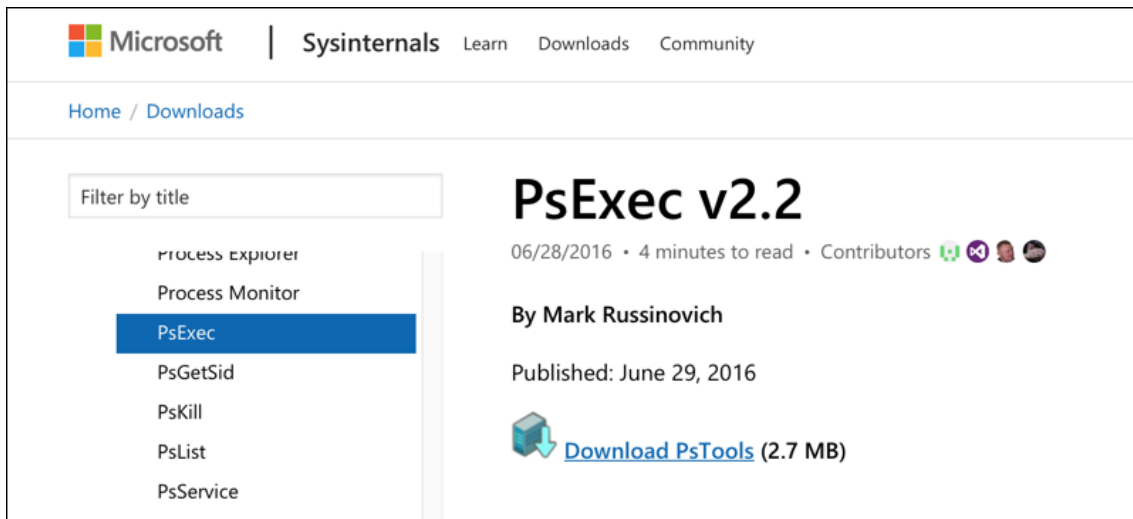 Microsoft | Sysinternals Learn Downloads Community
Home / Downloads
Filter by title
Process Explorer
Process Monitor
PsExec
PsGetSid
PsKill
PsList
PsService
PsExec v2.2
06/28/2016 • 4 minutes to read • Contributors
By Mark Russinovich
Published: June 29, 2016
Download PsTools (2.7 MB)